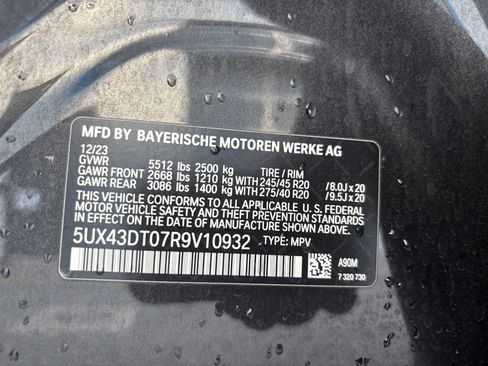 MFD BY BAYERISCHE MOTOREN WERKE AG
12/23
GVWR 5512 lbs 2500 kg TIRE / RIM
GAWR FRONT 2668 lbs 1210 kg WITH 245/45 R20 /8.0J x 20
GAWR REAR 3086 lbs 1400 kg WITH 275/40 R20 /9.5J x 20
THIS VEHICLE CONFORMS TO ALL APPLICABLE U.S. FEDERAL
MOTOR VEHICLE SAFETY AND THEFT PREVENTION STANDARDS
IN EFFECT ON THE DATE OF MANUFACTURE SHOWN ABOVE.
5UX43DT07R9V10932 TYPE: MPV
A90M
7 320 730